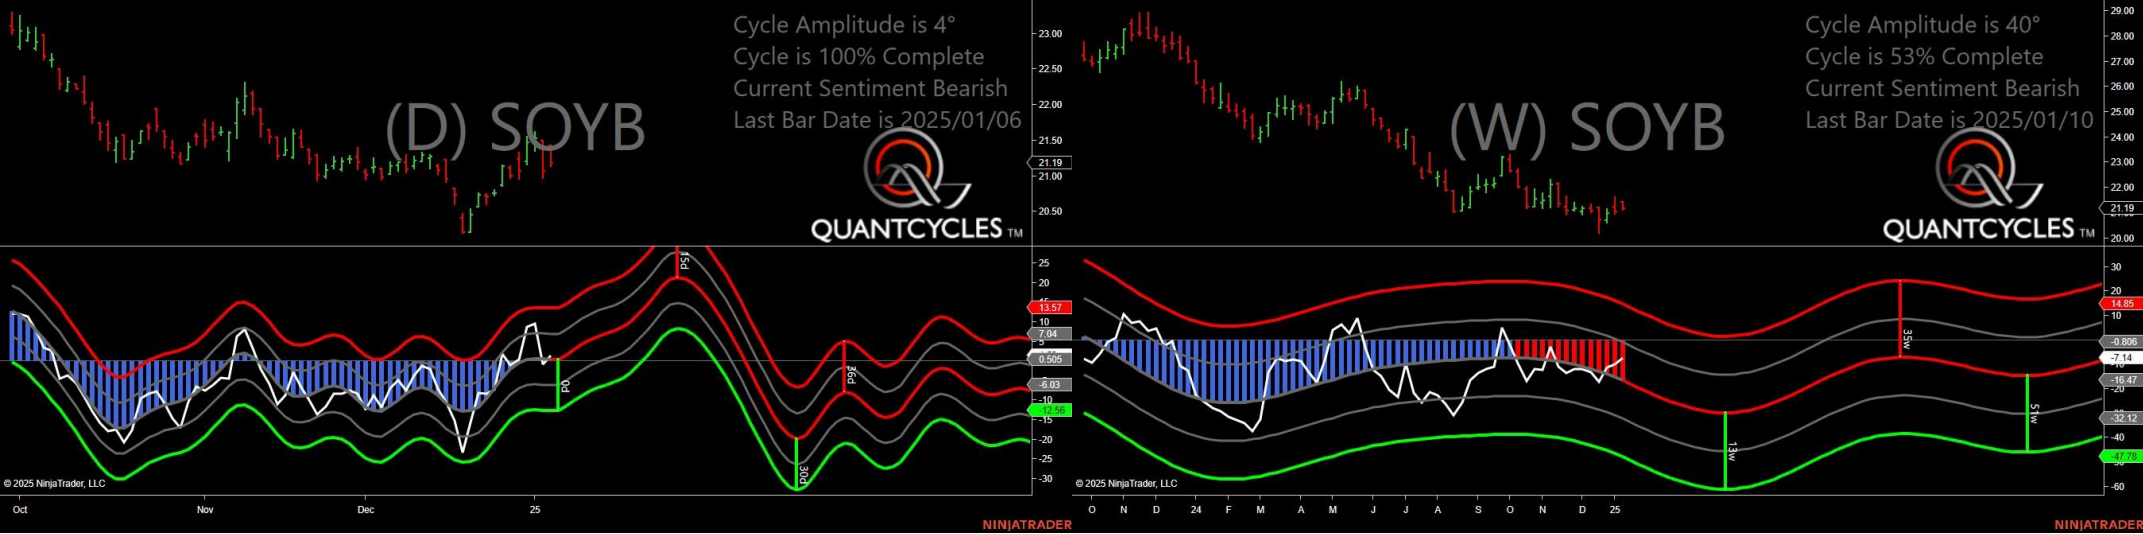 Cycle Amplitude is 4°
Cycle is 100% Complete
Current Sentiment Bearish
Last Bar Date is 2025/01/06
(D) SOYB
QUANTCYCLES TM
23.00
22.50
22.00
21.50
21.19
21.00
20.50
15d
0d
36d
30d
25
20
13.57
10
7.04
0.505
-6.03
-10
-12.56
-15
-20
-25
-30
© 2025 NinjaTrader, LLC
Oct
Nov
Dec
25
NINJATRADER
Cycle Amplitude is 40°
Cycle is 53% Complete
Current Sentiment Bearish
Last Bar Date is 2025/01/10
(W) SOYB
QUANTCYCLES TM
29.00
28.00
27.00
26.00
25.00
24.00
23.00
22.00
21.19
20.00
35w
13w
51w
30
20
14.85
10
-0.806
-7.14
-16.47
-32.12
-40
-47.78
-60
© 2025 NinjaTrader, LLC
O N D 24 F M A M J J A S O N D 25
NINJATRADER